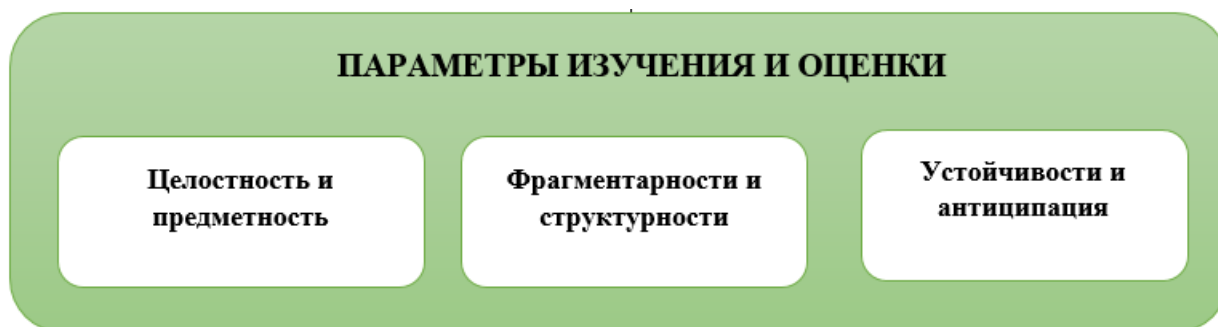 ПАРАМЕТРЫ ИЗУЧЕНИЯ И ОЦЕНКИ
Целостность и
предметность
Фрагментарности и
структурности
Устойчивости и
антиципация